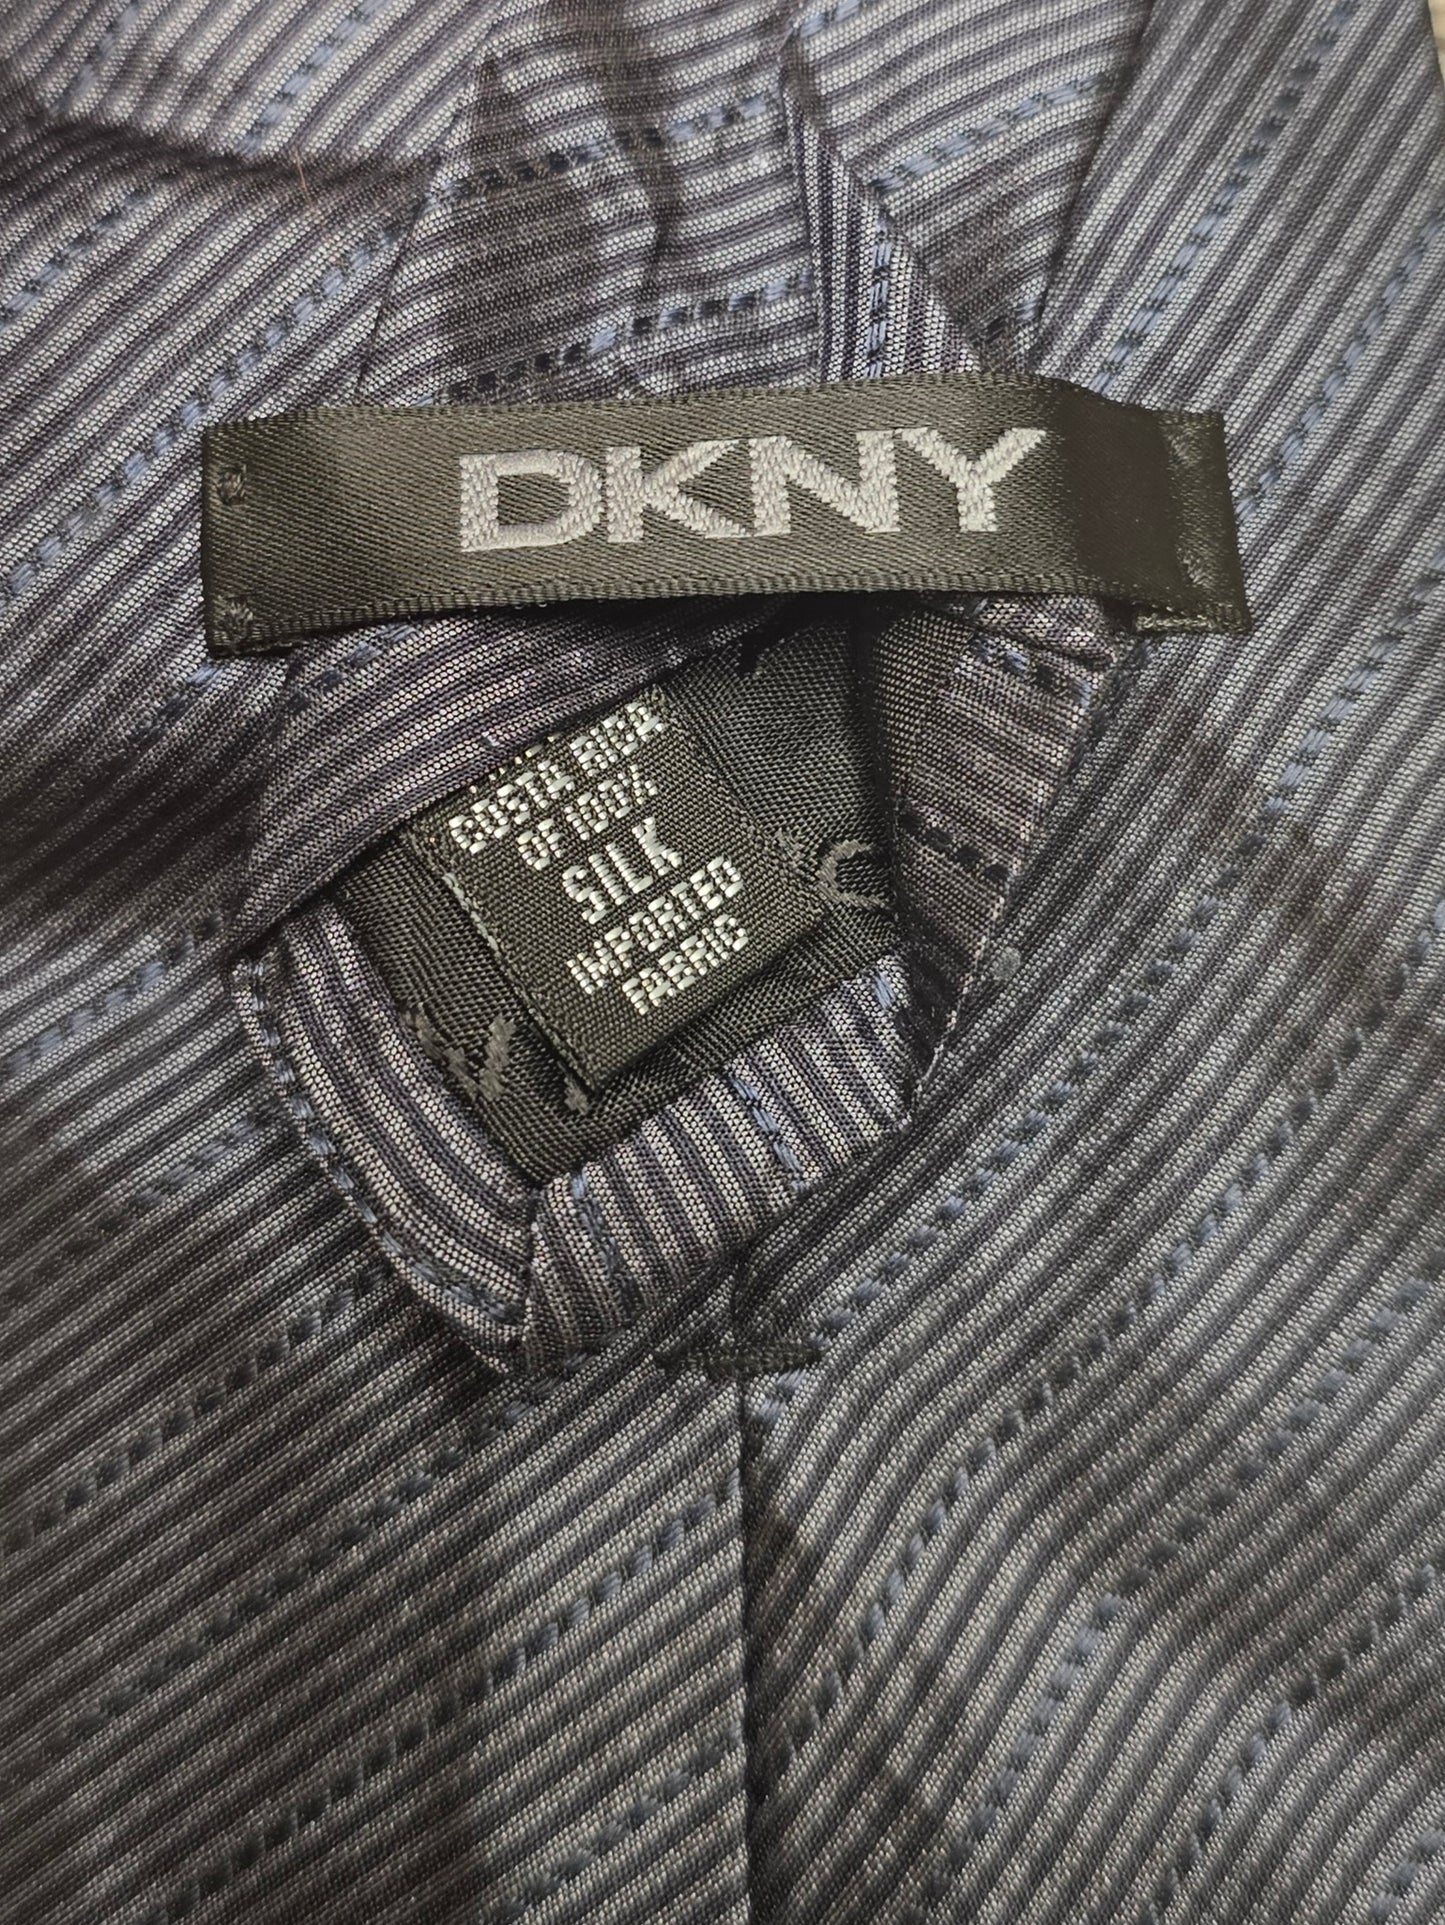 DKNY
COSTA RICA
OF 100%
SILK
IMPORTED
FABRIC